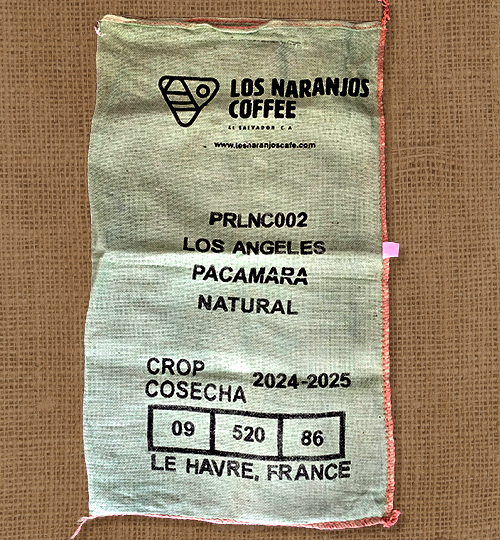 LOS NARANJOS
COFFEE
EL SALVADOR C.A
www.losnaranjoscafe.com
PRLNC002
LOS ANGELES
PACAMARA
NATURAL
CROP
COSECHA 2024-2025
09 520 86
LE HAVRE, FRANCE